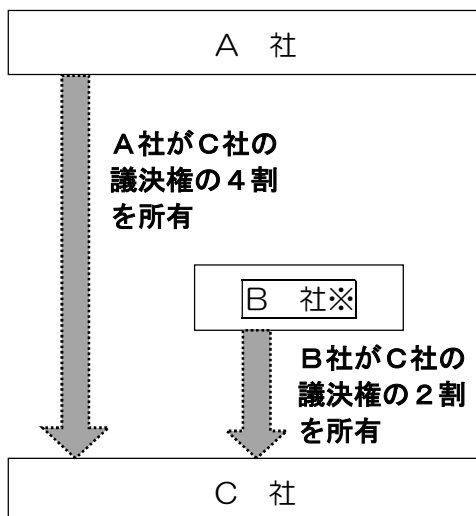 A 社
A社がC社の
議決権の4割
を所有
B 社※
B社がC社の
議決権の2割
を所有
C 社